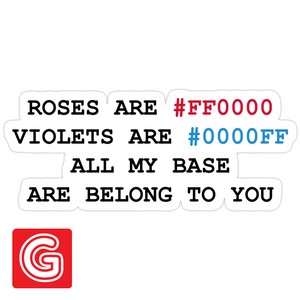 ROSES ARE #FF0000
VIOLETS ARE #0000FF
ALL MY BASE
ARE BELONG TO YOU
G